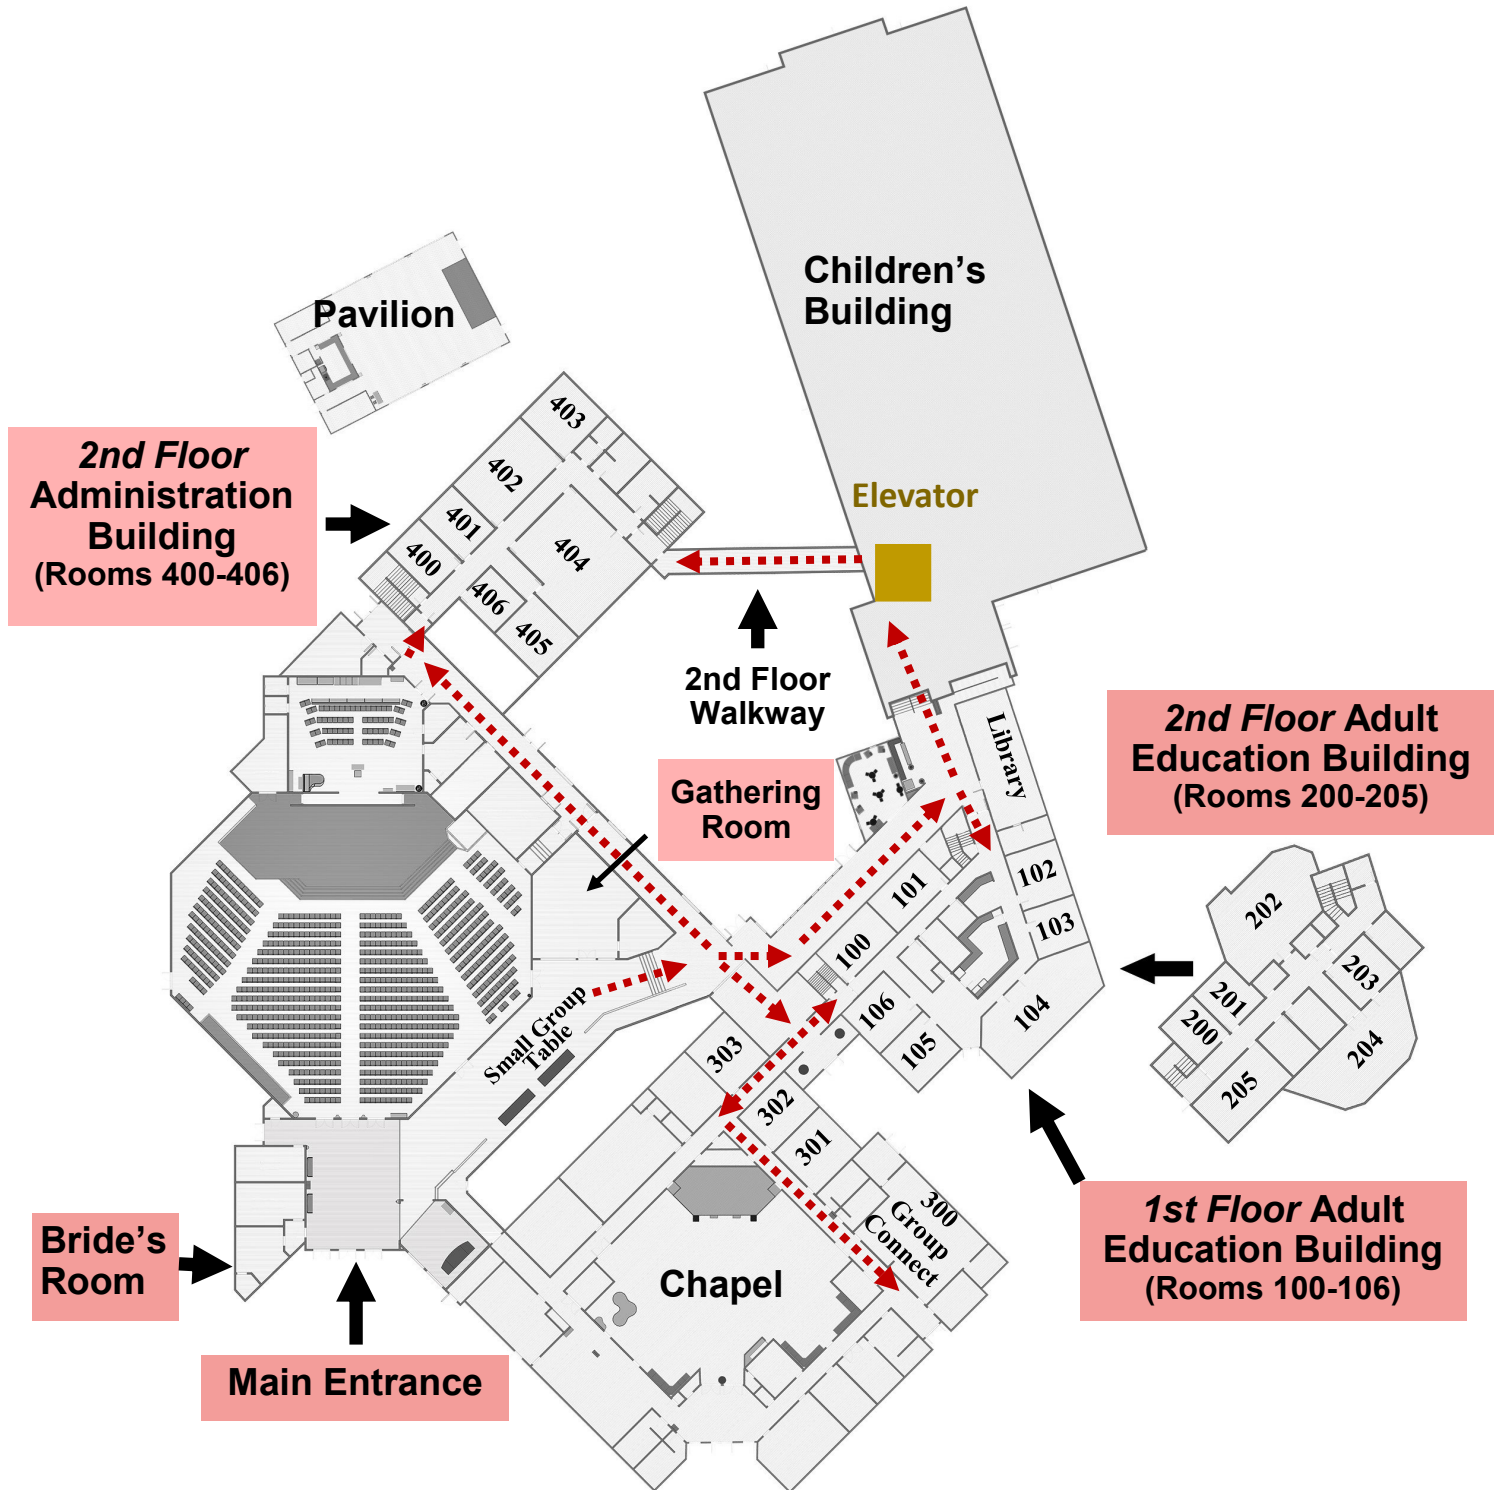 Children’s
Building
Pavilion
403
402
401
400
404
406
405
2nd Floor
Administration
Building
(Rooms 400-406)
Elevator
2nd Floor
Walkway
Gathering
Room
Library
2nd Floor Adult
Education Building
(Rooms 200-205)
101
100
102
103
104
106
105
202
203
201
200
204
205
Small Group
Table
303
302
301
300
Group
Connect
Chapel
Bride’s
Room
Main Entrance
1st Floor Adult
Education Building
(Rooms 100-106)